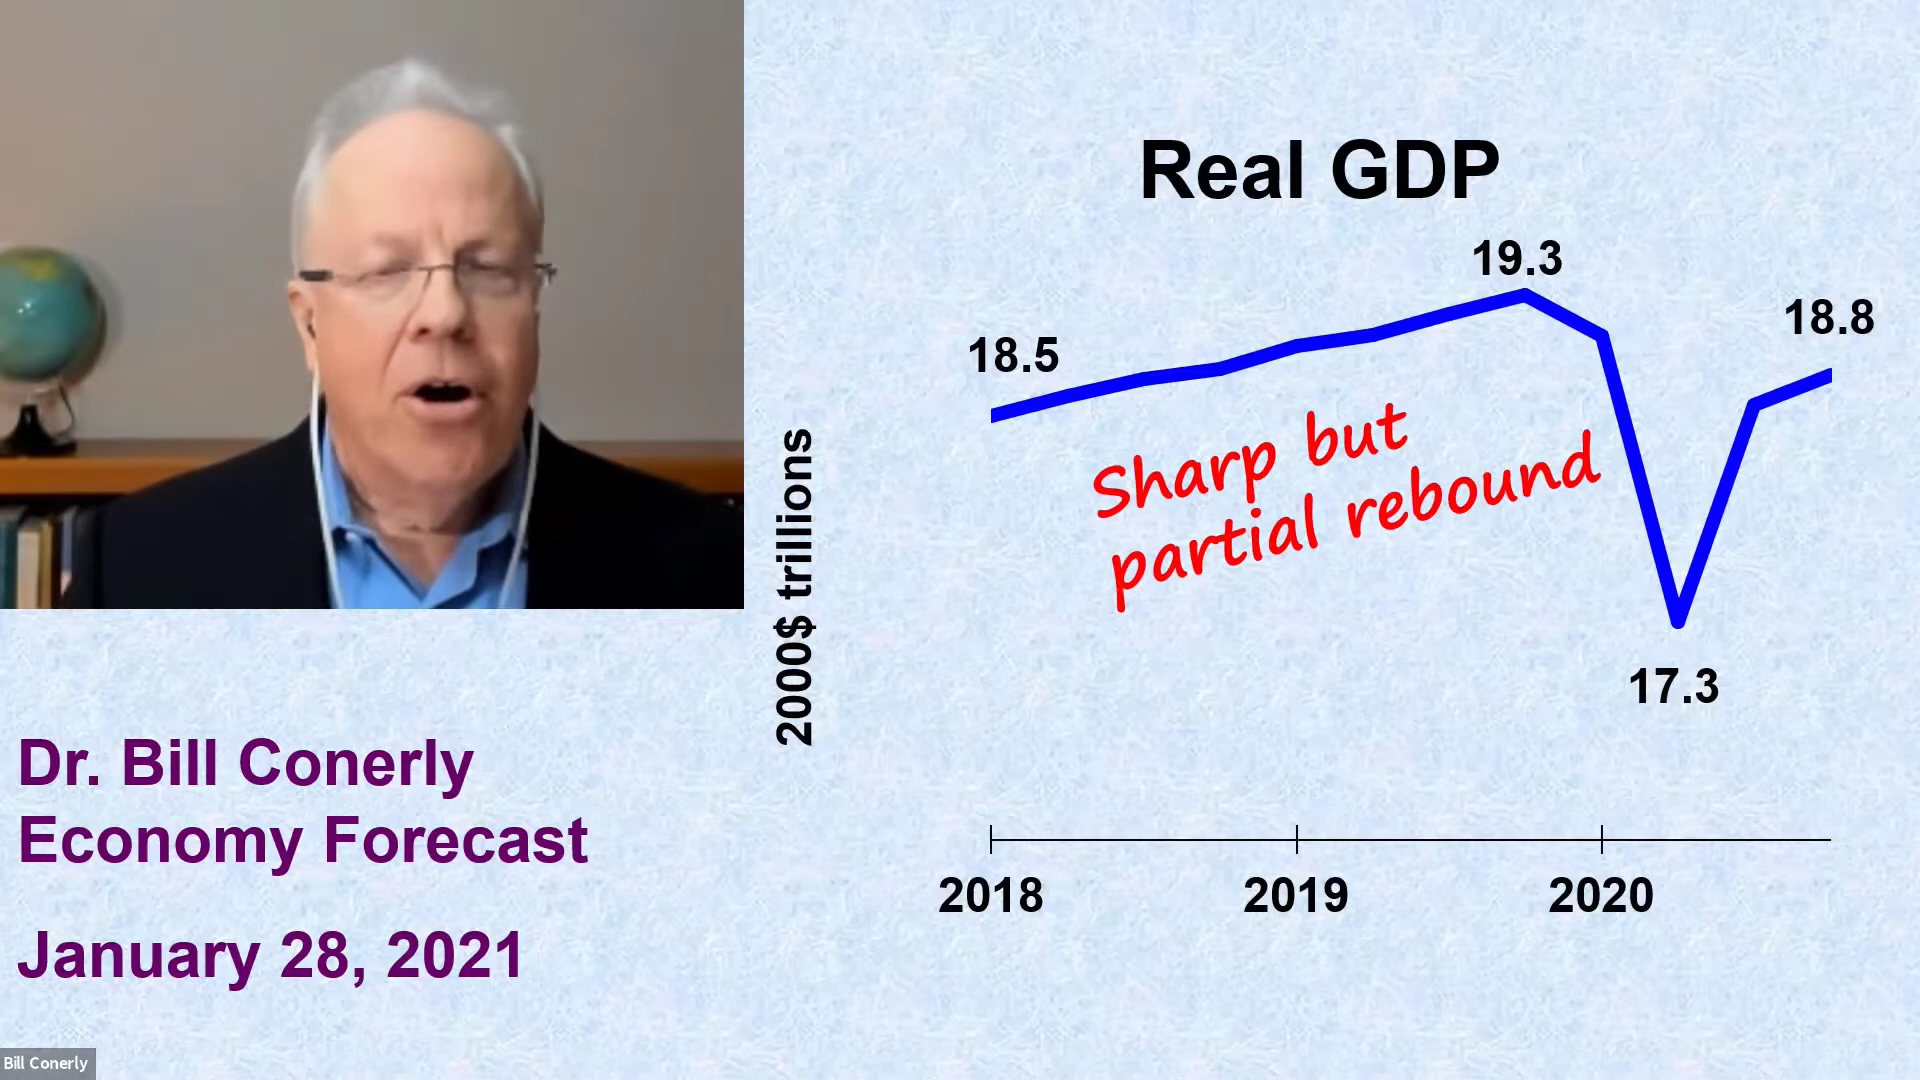 Real GDP
19.3
18.8
18.5
Sharp but
partial rebound
2000$ trillions
17.3
2018 2019 2020
Dr. Bill Conerly
Economy Forecast
January 28, 2021
Bill Conerly